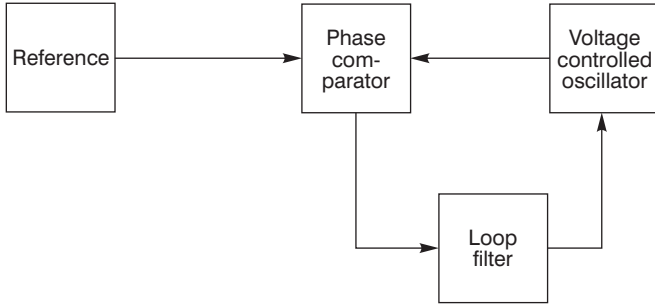 Reference
Phase
com-
parator
Voltage
controlled
oscillator
Loop
filter